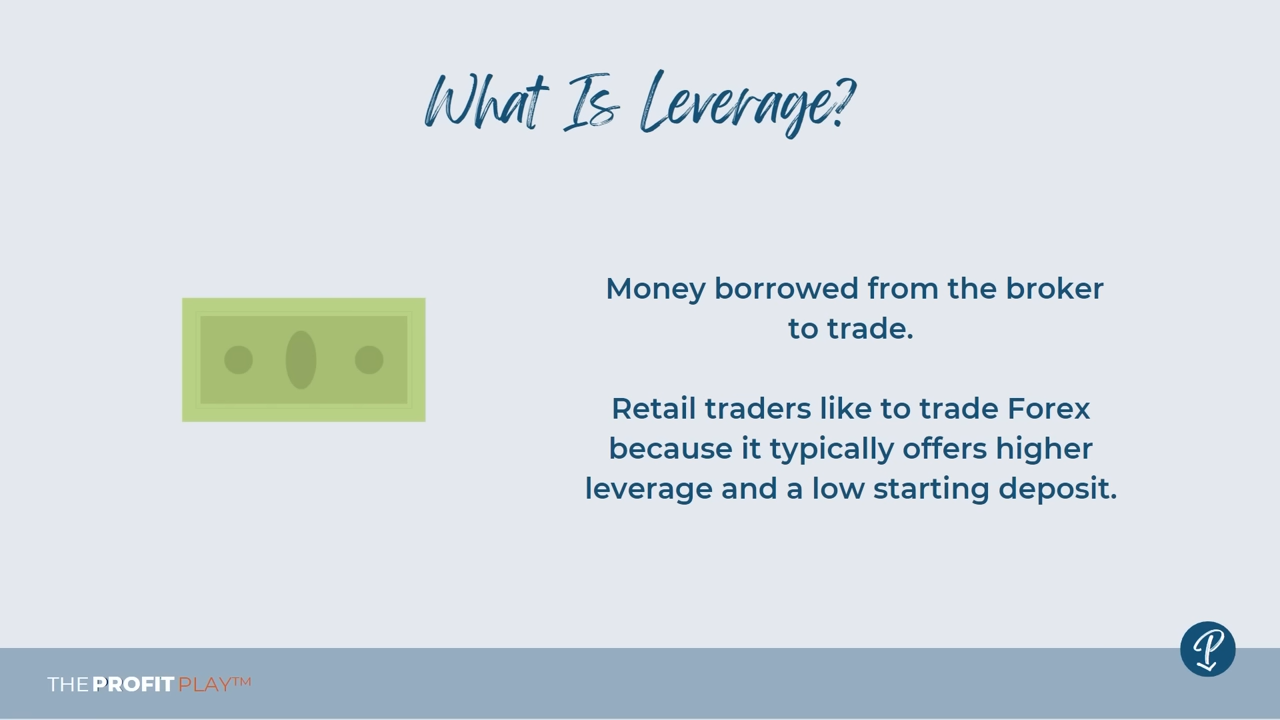 What Is Leverage?
Money borrowed from the broker
to trade.
Retail traders like to trade Forex
because it typically offers higher
leverage and a low starting deposit.
P
THE PROFIT PLAY™